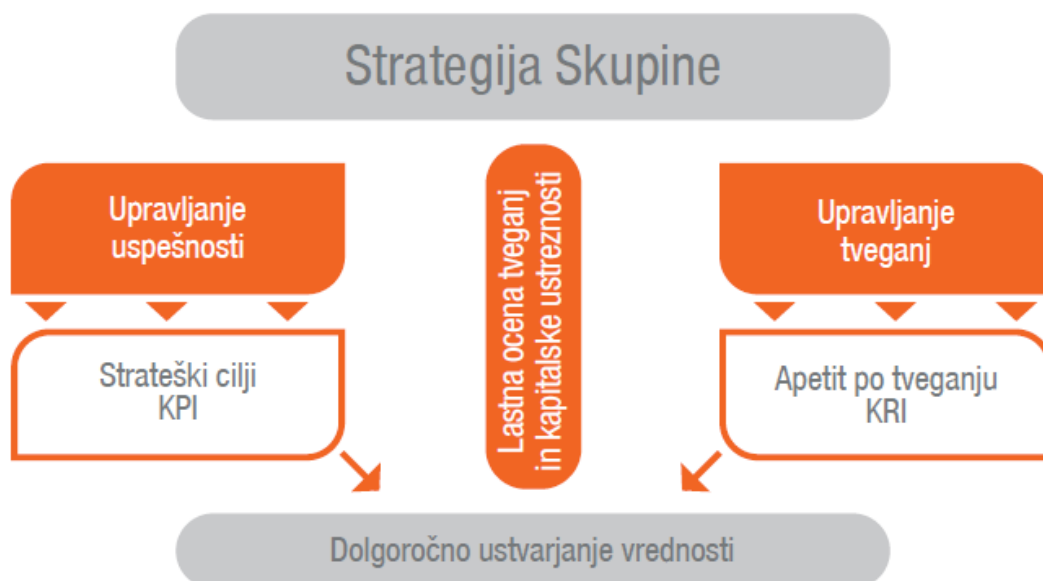 Strategija Skupine
Upravljanje
uspešnosti
Strateški cilji
KPI
Lastna ocena tveganj
in kapitalske ustreznosti
Upravljanje
tveganj
Apetit po tveganju
KRI
Dolgoročno ustvarjanje vrednosti